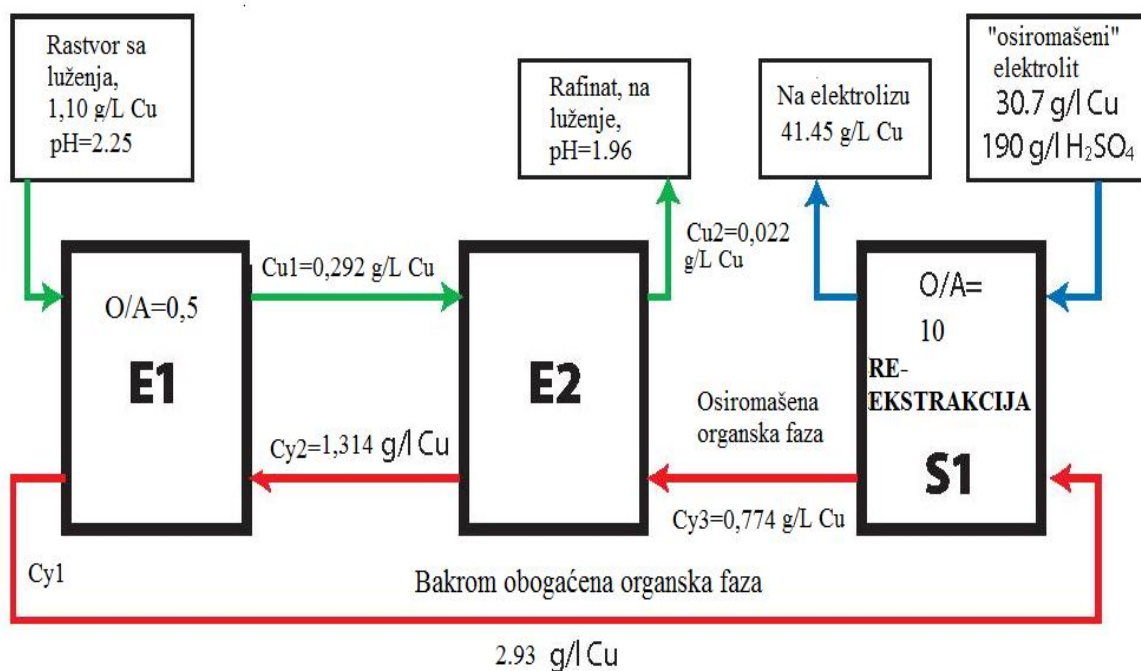 Rastvor sa
luženja,
1,10 g/L Cu
pH=2.25
Rafinat, na
luženje,
pH=1.96
Na elektrolizu
41.45 g/L Cu
"osiromašeni"
elektrolit
30.7 g/l Cu
190 g/l H₂SO₄
Cu1=0,292 g/L Cu
Cu2=0,022
g/L Cu
O/A=0,5
E1
E2
O/A=
10
RE-
EKSTRAKCIJA
S1
Osiromašena
organska faza
Cy2=1,314 g/l Cu
Cy3=0,774 g/L Cu
Cy1
Bakrom obogaćena organska faza
2.93 g/l Cu